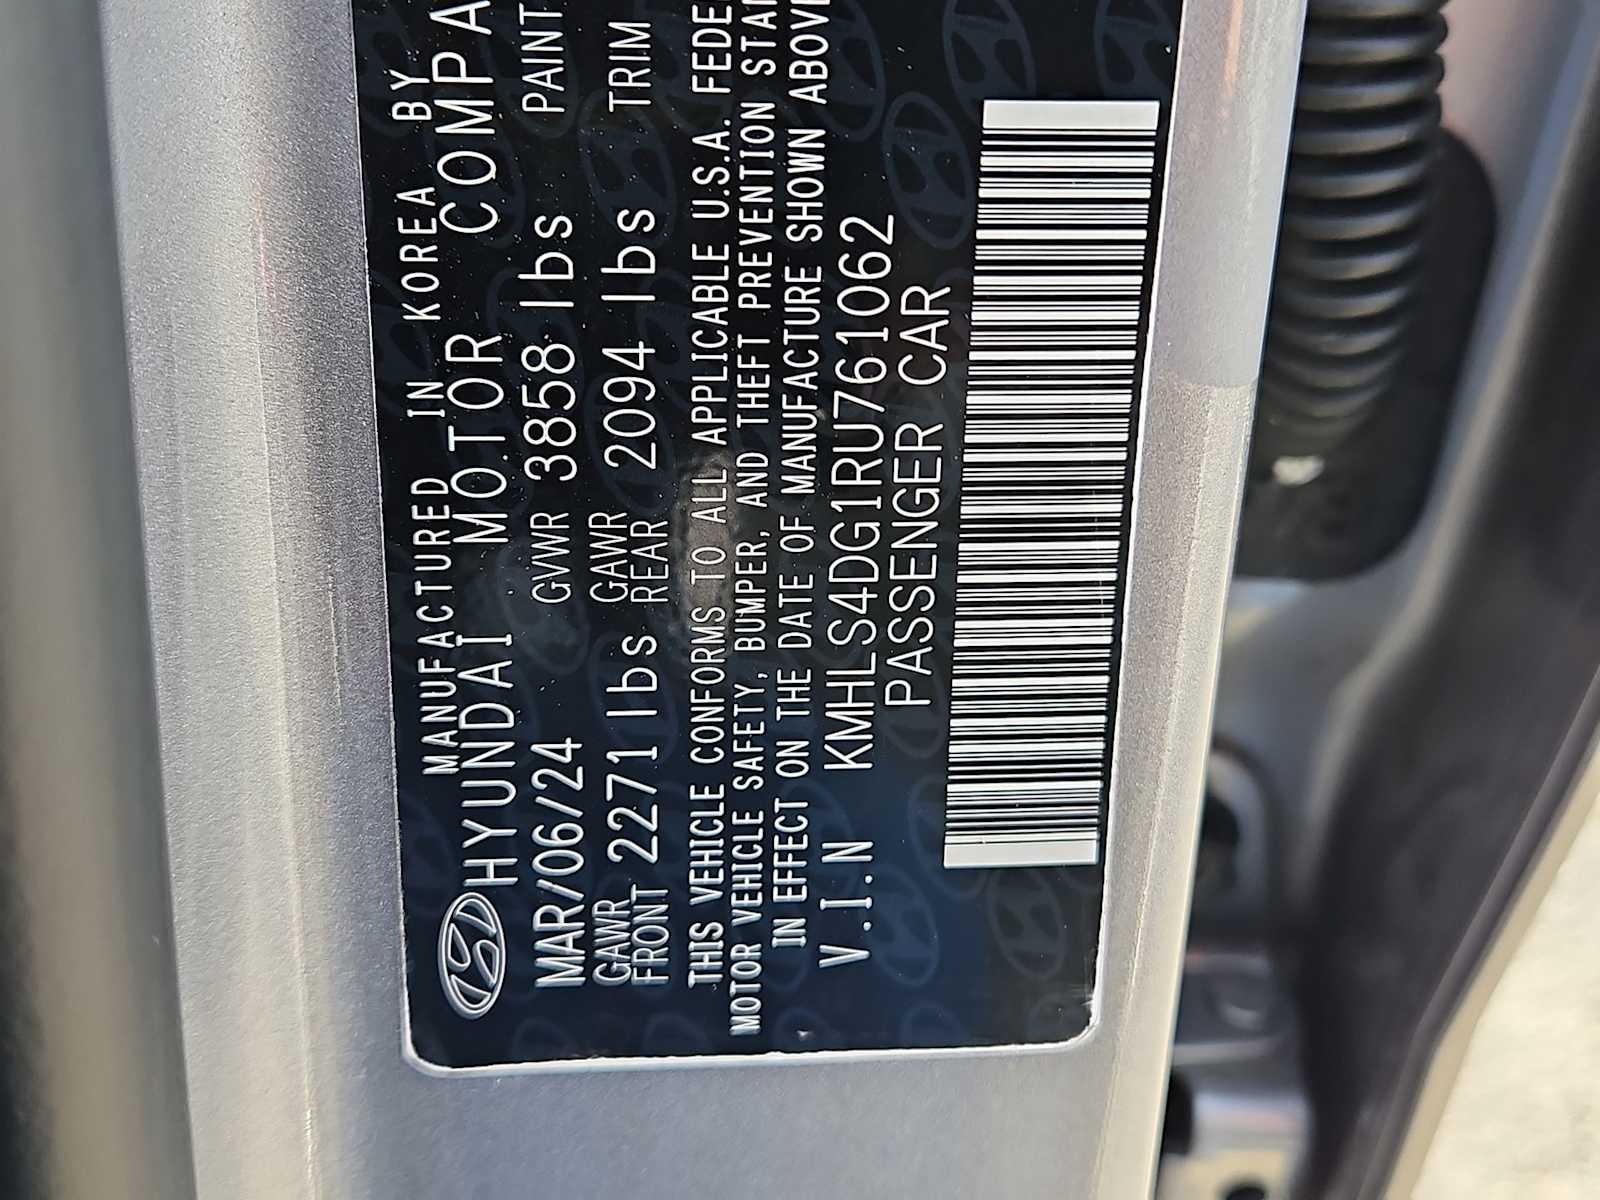 MANUFACTURED IN KOREA BY
HYUNDAI MOTOR COMPA
MAR/06/24 GVWR 3858 lbs PAINT
GAWR FRONT 2271 lbs GAWR REAR 2094 lbs TRIM
THIS VEHICLE CONFORMS TO ALL APPLICABLE U.S.A. FEDE
MOTOR VEHICLE SAFETY, BUMPER, AND THEFT PREVENTION STA
IN EFFECT ON THE DATE OF MANUFACTURE SHOWN ABOVE
V.I.N KMHLS4DG1RU761062
PASSENGER CAR